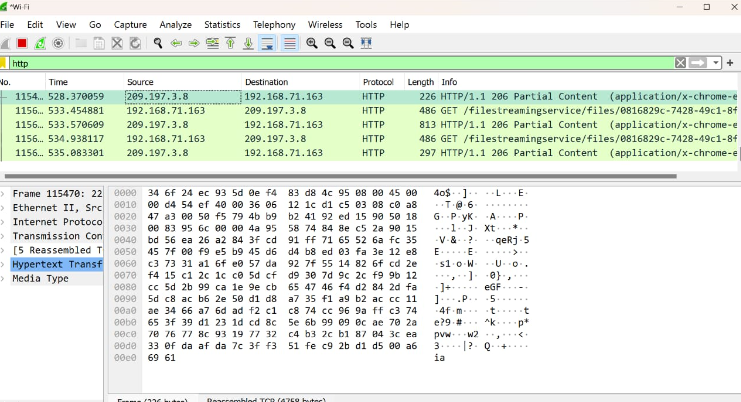 *Wi-Fi
File Edit View Go Capture Analyze Statistics Telephony Wireless Tools Help
http
No. Time Source Destination Protocol Length Info
1154… 528.370059 209.197.3.8 192.168.71.163 HTTP 226 HTTP/1.1 206 Partial Content (application/x-chrome-e
1156… 533.454881 192.168.71.163 209.197.3.8 HTTP 486 GET /filestreamingservice/files/0816829c-7428-49c1-8f
1156… 533.570609 209.197.3.8 192.168.71.163 HTTP 813 HTTP/1.1 206 Partial Content (application/x-chrome-e
1156… 534.938117 192.168.71.163 209.197.3.8 HTTP 486 GET /filestreamingservice/files/0816829c-7428-49c1-8f
1156… 535.083301 209.197.3.8 192.168.71.163 HTTP 297 HTTP/1.1 206 Partial Content (application/x-chrome-e
Frame 115470: 22
Ethernet II, Src
Internet Protoco
Transmission Con
[5 Reassembled T
Hypertext Transf
Media Type
0000 34 6f 24 ec 93 5d 0e f4 83 d8 4c 95 08 00 45 00 4o$··]·· ··L···E·
0010 00 d4 54 ef 40 00 36 06 12 1c d1 c5 03 08 c0 a8 ··T·@·6· ········
0020 47 a3 00 50 f5 79 4b b9 b2 41 92 ed 15 90 50 18 G··P·yK· ·A····P·
0030 00 83 95 6c 00 00 4a 95 58 74 84 8e c5 2a 90 15 ···l··J· Xt···*··
0040 bd 56 ea 26 a2 84 3f cd 91 ff 71 65 52 6a fc 35 ·V·&··?· ··qeRj·5
0050 45 7f 00 f9 e5 b9 45 d6 d4 b8 ed 03 fa 3e 12 e8 E·····E· ·····>··
0060 c3 73 31 a1 6f e0 57 da 92 7f 55 14 82 6f cd 2e ·s1·o·W· ··U··o·.
0070 f4 15 c1 2c 1c c0 5d cf d9 30 7d 9c 2c f9 9b 12 ···,··]· ·0}·,···
0080 cc 5d 2b 99 ca 1e 9e cb 65 47 46 f4 d2 84 2d fa ·]+····· eGF···-·
0090 5d c8 ac b6 2e 50 d1 d8 a7 35 f1 a9 b2 ac cc 11 ]···.P·· ·5······
00a0 ae 34 66 a7 6d ad f2 c1 c8 74 cc 96 9a ff c3 74 ·4f·m··· ·t·····t
00b0 65 3f 39 d1 23 1d cd 8c 5e 6b 99 09 0c ae 70 2a e?9·#··· ^k····p*
00c0 70 76 77 8c 93 19 77 32 c4 b3 2c b1 87 04 3c ea pvw···w2 ··,···<·
00d0 33 0f da af da 7c 3f f3 51 fe c9 2b d1 d5 00 a6 3····|?· Q··+····
00e0 69 61 ia
Frame (226 bytes) Reassembled TCP (4758 bytes)